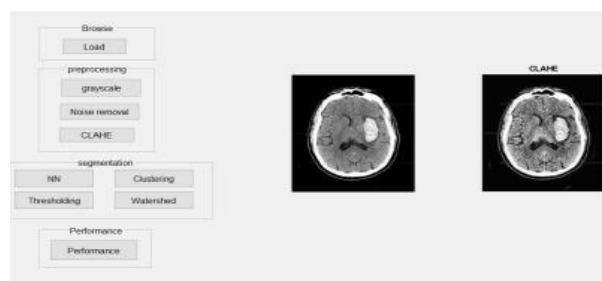 Browse
Load
preprocessing
grayscale
Noise removal
CLAHE
segmentation
NN Clustering
Thresholding Watershed
Performance
Performance
CLAHE